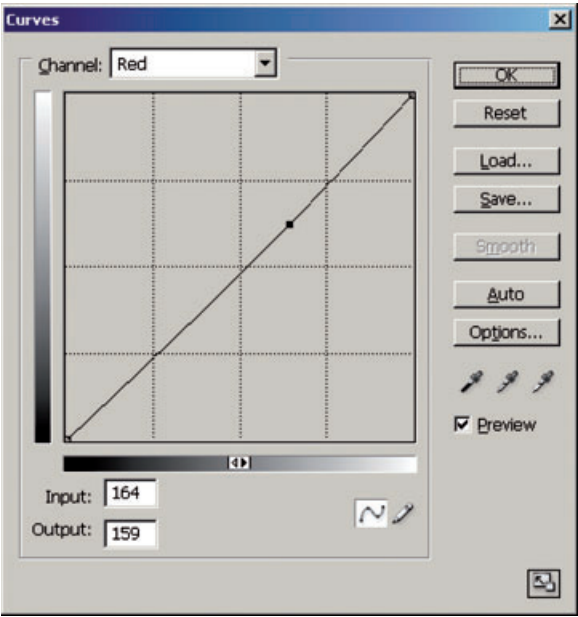 Curves
Channel: Red
OK
Reset
Load...
Save...
Smooth
Auto
Options...
Preview
Input: 164
Output: 159